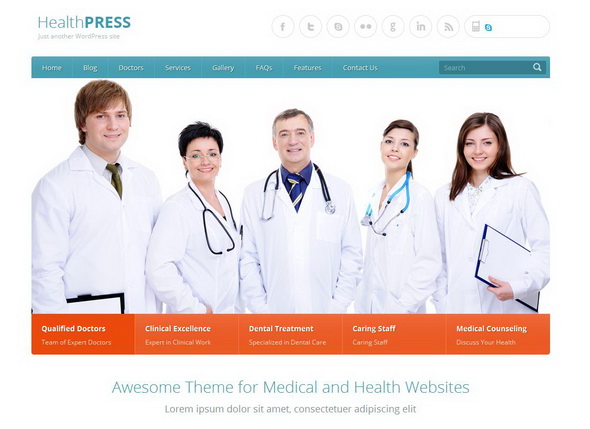 HealthPRESS
Just another WordPress site
Home Blog Doctors Services Gallery FAQs Features Contact Us Search
Qualified Doctors Clinical Excellence Dental Treatment Caring Staff Medical Counseling
Team of Expert Doctors Expert in Clinical Work Specialized in Dental Care Caring Staff Discuss Your Health
Awesome Theme for Medical and Health Websites
Lorem ipsum dolor sit amet, consectetuer adipiscing elit